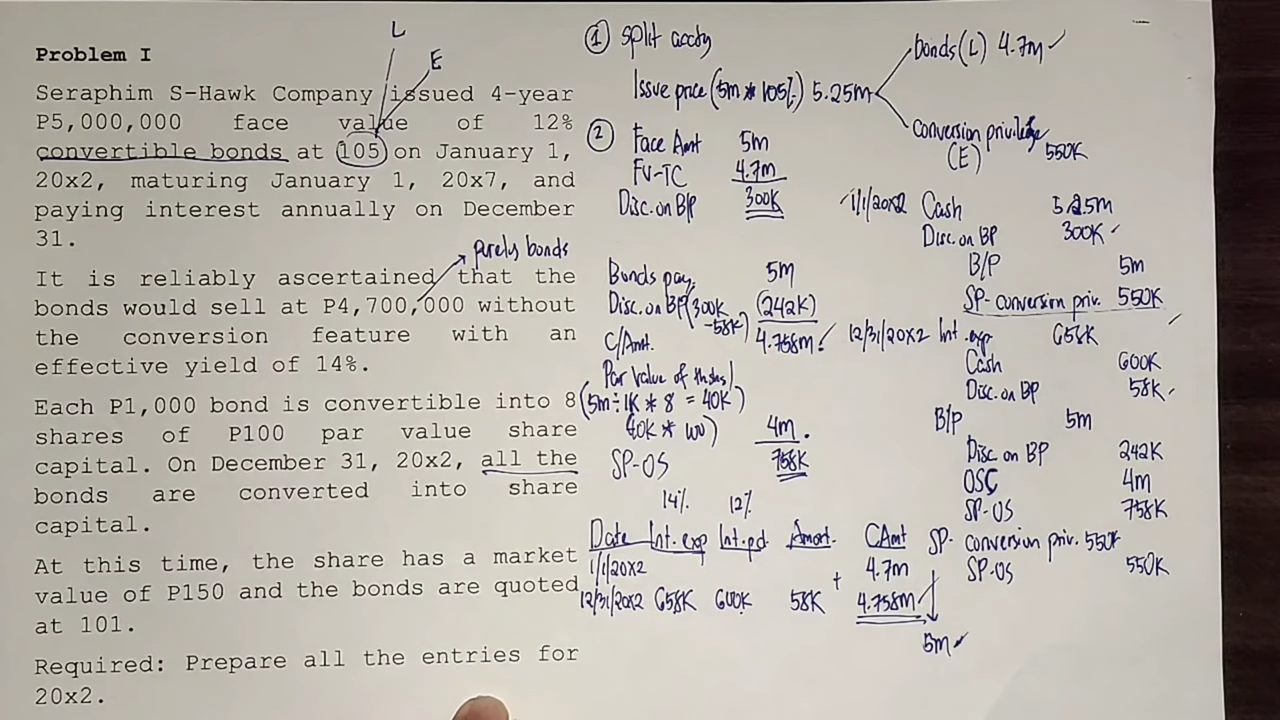 Problem I
Seraphim S-Hawk Company issued 4-year
P5,000,000 face value of 12%
convertible bonds at 105 on January 1,
20x2, maturing January 1, 20x7, and
paying interest annually on December
31.
It is reliably ascertained that the
bonds would sell at P4,700,000 without
the conversion feature with an
effective yield of 14%.
Each P1,000 bond is convertible into 8
shares of P100 par value share
capital. On December 31, 20x2, all the
bonds are converted into share
capital.
At this time, the share has a market
value of P150 and the bonds are quoted
at 101.
Required: Prepare all the entries for
20x2.
L
E
purely bonds
① Split acctg
Issue price (5m * 105%) 5.25m
bonds (L) 4.7m ✓
conversion privilege
(E) 550K
② Face Amt 5m
FV-TC 4.7m
Disc. on B/P 300K
Bonds pay, 5m
Disc. on BP (300K (242K)
-58K)
C/Amt. 4.758m ✓
Par value of
(5m ÷ 1K * 8 = 40K)
40K * 100) 4m.
SP-OS 758K
14% 12%
Date Int. exp Int. pd. Amort. CAmt
1/1/20x2 4.7m
12/31/20x2 658K 600K 58K + 4.758M
5m ✓
1/1/20x2 Cash 5.25m
Disc. on BP 300K ✓
B/P 5m
SP- conversion priv. 550K
12/31/20x2 Int. exp 658K
Cash 600K
Disc. on BP 58K ✓
B/P 5m
Disc. on BP 242K
OSC 4m
SP-OS 758K
SP- conversion priv. 550K
SP-OS 550K